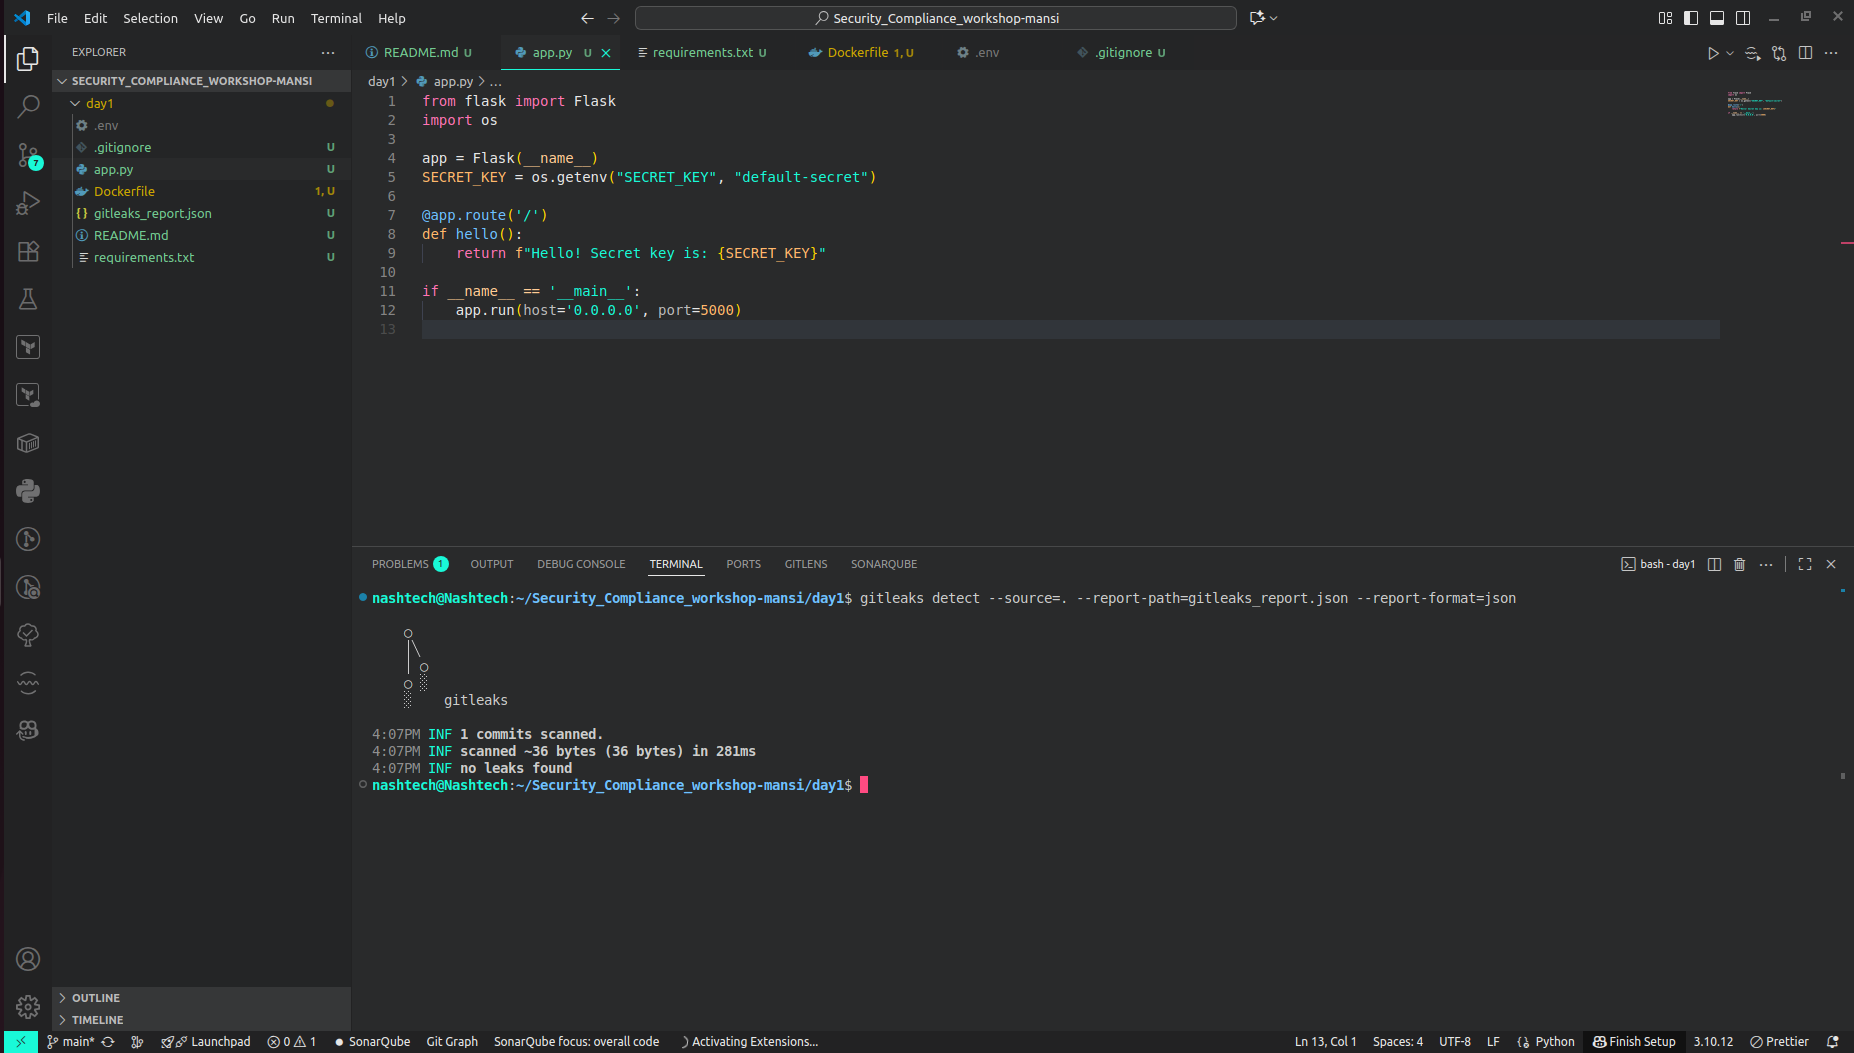 File Edit Selection View Go Run Terminal Help
Security_Compliance_workshop-mansi
EXPLORER
SECURITY_COMPLIANCE_WORKSHOP-MANSI
day1
.env
.gitignore U
app.py U
Dockerfile 1, U
gitleaks_report.json U
README.md U
requirements.txt U
OUTLINE
TIMELINE
7
README.md U app.py U requirements.txt U Dockerfile 1, U .env .gitignore U
day1 > app.py > ...
1 from flask import Flask
2 import os
3
4 app = Flask(__name__)
5 SECRET_KEY = os.getenv("SECRET_KEY", "default-secret")
6
7 @app.route('/')
8 def hello():
9 return f"Hello! Secret key is: {SECRET_KEY}"
10
11 if __name__ == '__main__':
12 app.run(host='0.0.0.0', port=5000)
13
PROBLEMS 1 OUTPUT DEBUG CONSOLE TERMINAL PORTS GITLENS SONARQUBE
bash - day1
nashtech@Nashtech:~/Security_Compliance_workshop-mansi/day1$ gitleaks detect --source=. --report-path=gitleaks_report.json --report-format=json
gitleaks
4:07PM INF 1 commits scanned.
4:07PM INF scanned ~36 bytes (36 bytes) in 281ms
4:07PM INF no leaks found
nashtech@Nashtech:~/Security_Compliance_workshop-mansi/day1$
main* Launchpad 0 1 SonarQube Git Graph SonarQube focus: overall code Activating Extensions... Ln 13, Col 1 Spaces: 4 UTF-8 LF Python Finish Setup 3.10.12 Prettier